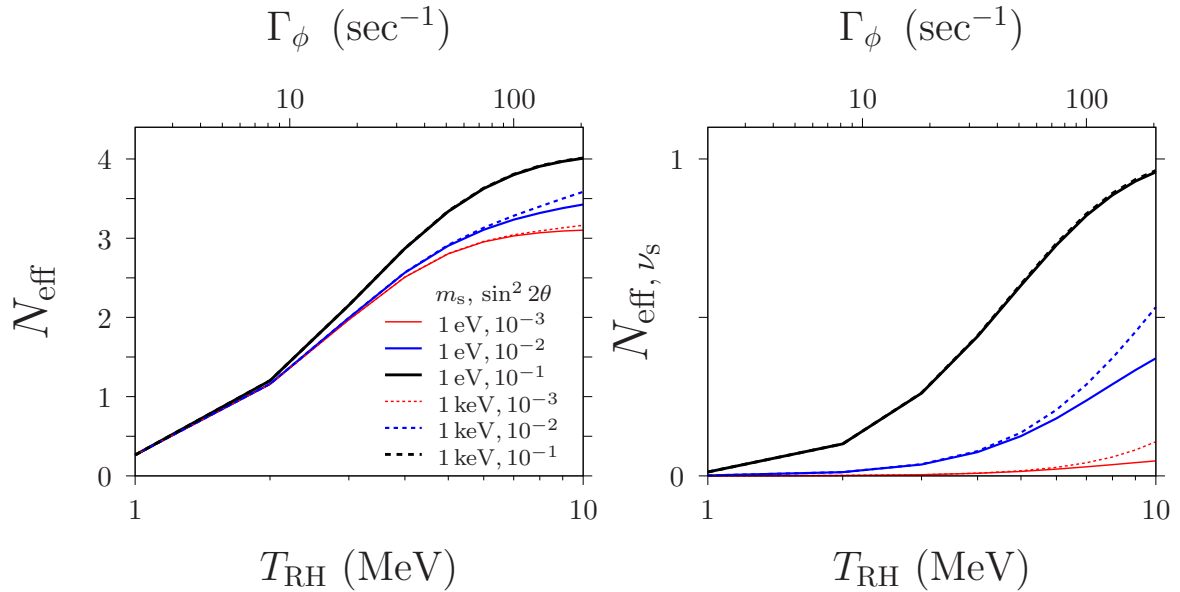 Γ_ϕ (sec⁻¹)
10
100
4
3
2
1
0
N_eff
m_s, sin² 2θ
1 eV, 10⁻³
1 eV, 10⁻²
1 eV, 10⁻¹
1 keV, 10⁻³
1 keV, 10⁻²
1 keV, 10⁻¹
1
10
T_RH (MeV)
Γ_ϕ (sec⁻¹)
10
100
1
0
N_eff, ν_s
1
10
T_RH (MeV)